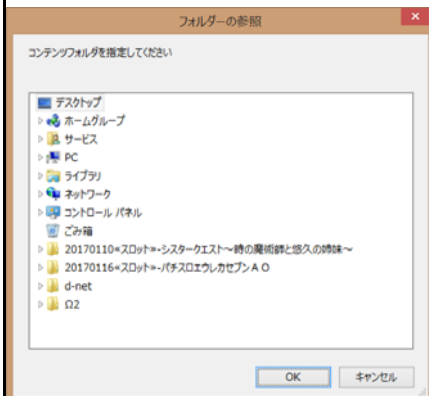 フォルダーの参照
コンテンツフォルダを指定してください
デスクトップ
ホームグループ
サービス
PC
ライブラリ
ネットワーク
コントロール パネル
ごみ箱
20170110«スロット»-シスタークエスト～時の魔術師と悠久の姉妹～
20170116«スロット»-パチスロエウレカセブンＡＯ
d-net
Ω2
OK
キャンセル